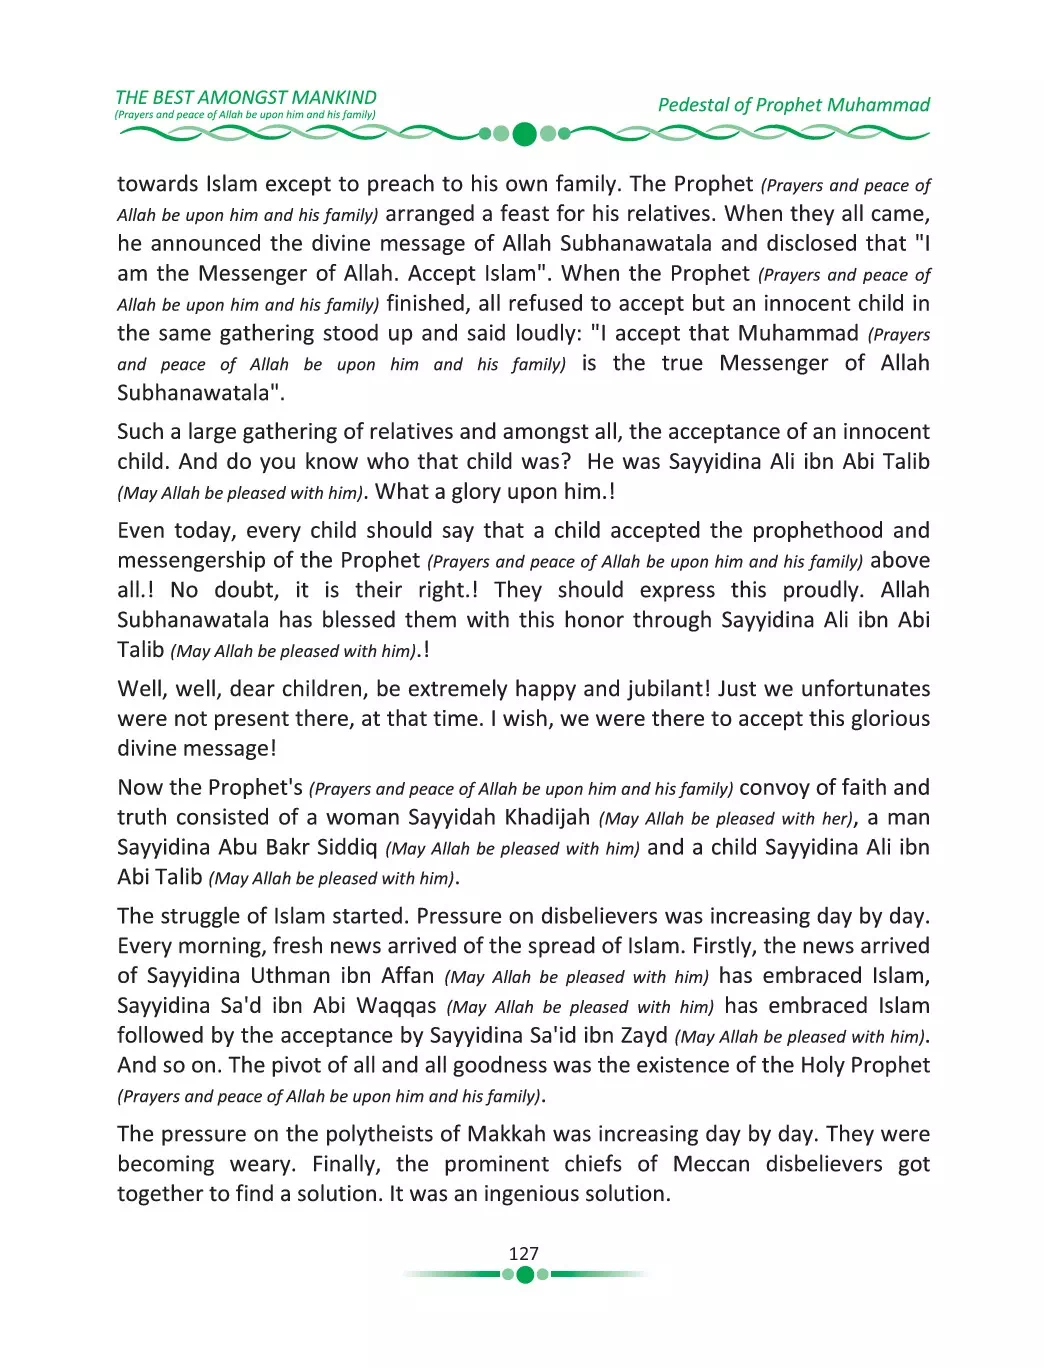 THE BEST AMONGST MANKIND
(Prayers and peace of Allah be upon him and his family)
Pedestal of Prophet Muhammad
towards Islam except to preach to his own family. The Prophet (Prayers and peace of
Allah be upon him and his family) arranged a feast for his relatives. When they all came,
he announced the divine message of Allah Subhanawatala and disclosed that "I
am the Messenger of Allah. Accept Islam". When the Prophet (Prayers and peace of
Allah be upon him and his family) finished, all refused to accept but an innocent child in
the same gathering stood up and said loudly: "I accept that Muhammad (Prayers
and peace of Allah be upon him and his family) is the true Messenger of Allah
Subhanawatala".
Such a large gathering of relatives and amongst all, the acceptance of an innocent
child. And do you know who that child was? He was Sayyidina Ali ibn Abi Talib
(May Allah be pleased with him). What a glory upon him.!
Even today, every child should say that a child accepted the prophethood and
messengership of the Prophet (Prayers and peace of Allah be upon him and his family) above
all.! No doubt, it is their right.! They should express this proudly. Allah
Subhanawatala has blessed them with this honor through Sayyidina Ali ibn Abi
Talib (May Allah be pleased with him).!
Well, well, dear children, be extremely happy and jubilant! Just we unfortunates
were not present there, at that time. I wish, we were there to accept this glorious
divine message!
Now the Prophet's (Prayers and peace of Allah be upon him and his family) convoy of faith and
truth consisted of a woman Sayyidah Khadijah (May Allah be pleased with her), a man
Sayyidina Abu Bakr Siddiq (May Allah be pleased with him) and a child Sayyidina Ali ibn
Abi Talib (May Allah be pleased with him).
The struggle of Islam started. Pressure on disbelievers was increasing day by day.
Every morning, fresh news arrived of the spread of Islam. Firstly, the news arrived
of Sayyidina Uthman ibn Affan (May Allah be pleased with him) has embraced Islam,
Sayyidina Sa'd ibn Abi Waqqas (May Allah be pleased with him) has embraced Islam
followed by the acceptance by Sayyidina Sa'id ibn Zayd (May Allah be pleased with him).
And so on. The pivot of all and all goodness was the existence of the Holy Prophet
(Prayers and peace of Allah be upon him and his family).
The pressure on the polytheists of Makkah was increasing day by day. They were
becoming weary. Finally, the prominent chiefs of Meccan disbelievers got
together to find a solution. It was an ingenious solution.
127